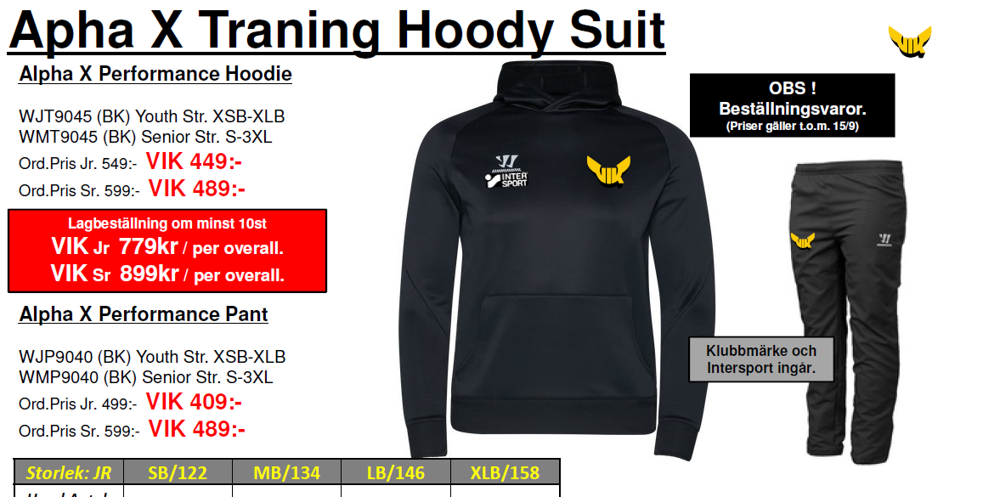 Apha X Traning Hoody Suit
VIK
Alpha X Performance Hoodie
WJT9045 (BK) Youth Str. XSB-XLB
WMT9045 (BK) Senior Str. S-3XL
Ord.Pris Jr. 549:- VIK 449:-
Ord.Pris Sr. 599:- VIK 489:-
OBS !
Beställningsvaror.
(Priser gäller t.o.m. 15/9)
WARRIOR
INTER
SPORT
VIK
Lagbeställning om minst 10st
VIK Jr 779kr / per overall.
VIK Sr 899kr / per overall.
VIK
WARRIOR
Alpha X Performance Pant
WJP9040 (BK) Youth Str. XSB-XLB
WMP9040 (BK) Senior Str. S-3XL
Ord.Pris Jr. 499:- VIK 409:-
Ord.Pris Sr. 599:- VIK 489:-
Klubbmärke och
Intersport ingår.
Storlek: JR SB/122 MB/134 LB/146 XLB/158